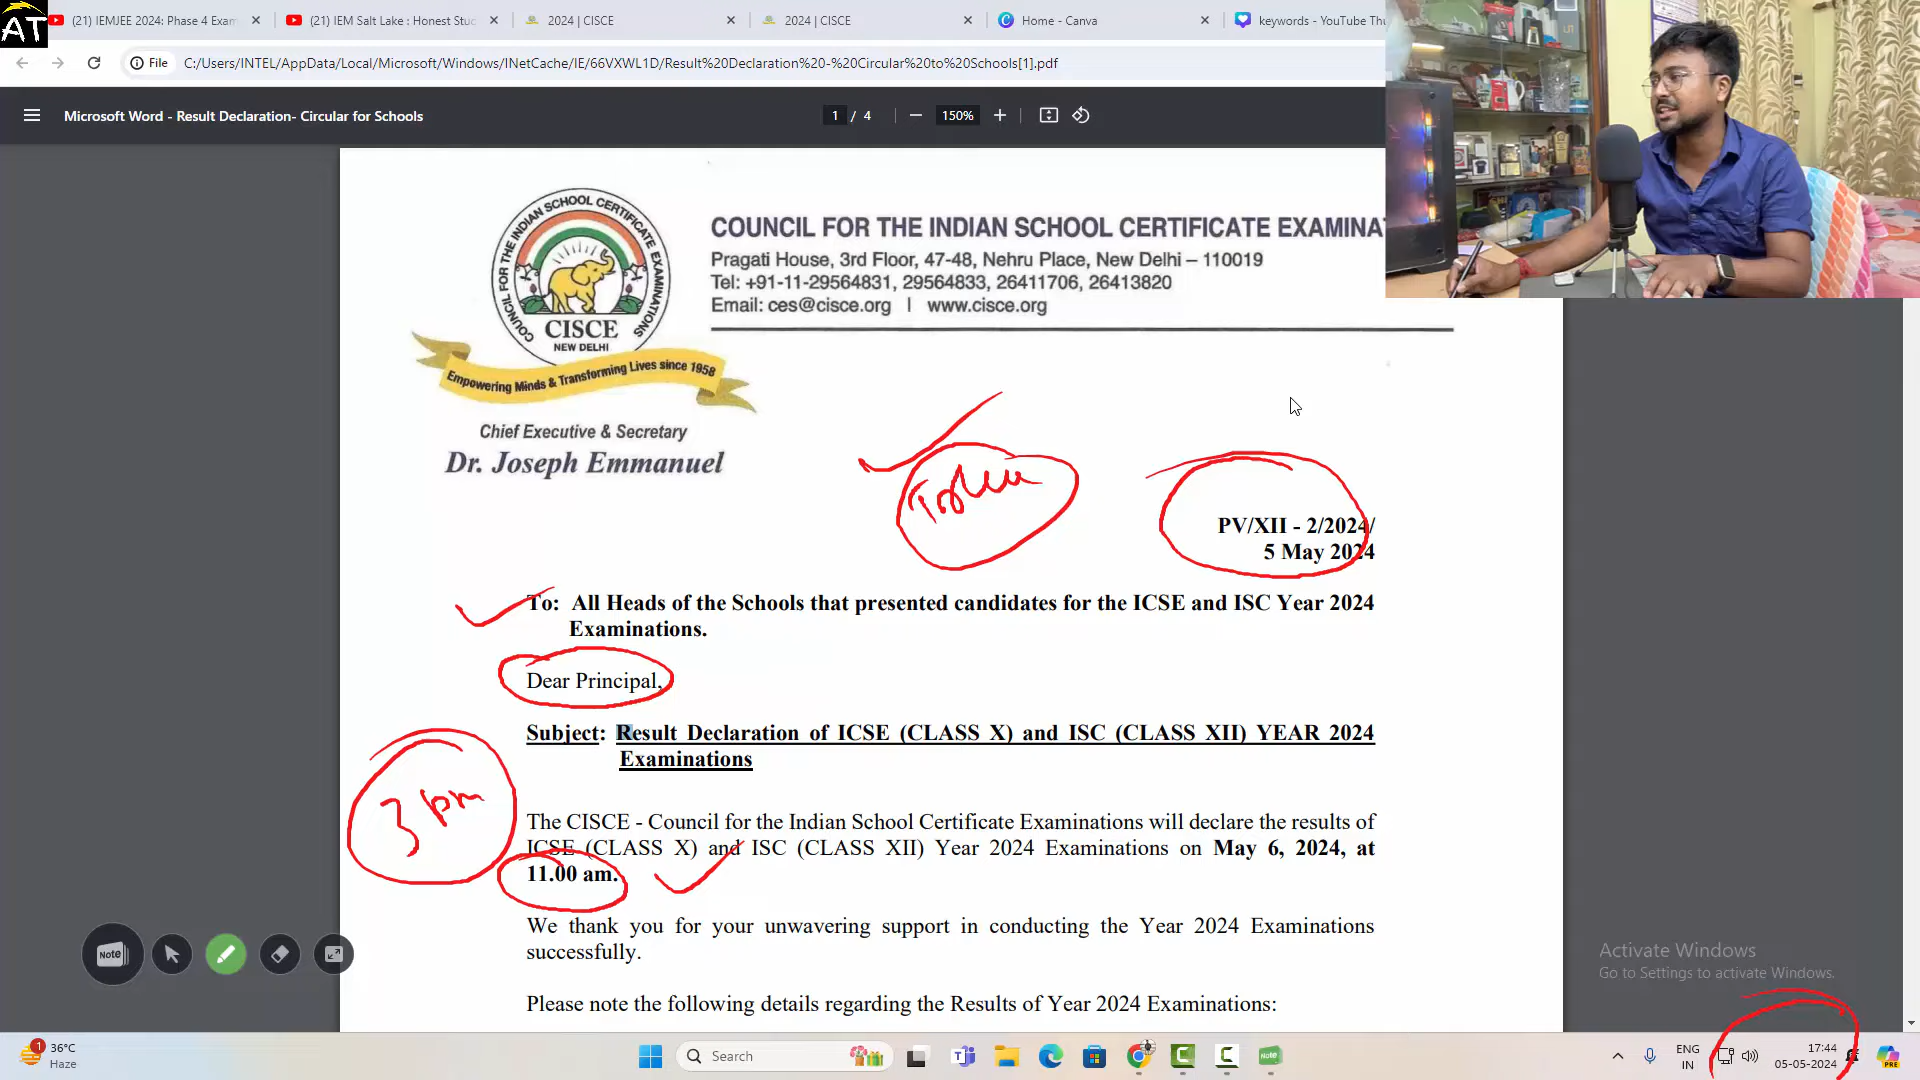 AT
(21) IEMJEE 2024: Phase 4 Exam
(21) IEM Salt Lake : Honest Stud
2024 | CISCE
2024 | CISCE
Home - Canva
keywords - YouTube Thu
File
C:/Users/INTEL/AppData/Local/Microsoft/Windows/INetCache/IE/66VXWL1D/Result%20Declaration%20-%20Circular%20to%20Schools[1].pdf
Microsoft Word - Result Declaration- Circular for Schools
1 / 4
150%
COUNCIL FOR THE INDIAN SCHOOL CERTIFICATE EXAMINATIONS
CISCE
NEW DELHI
Empowering Minds & Transforming Lives since 1958
COUNCIL FOR THE INDIAN SCHOOL CERTIFICATE EXAMINA
Pragati House, 3rd Floor, 47-48, Nehru Place, New Delhi – 110019
Tel: +91-11-29564831, 29564833, 26411706, 26413820
Email: ces@cisce.org | www.cisce.org
Chief Executive & Secretary
Dr. Joseph Emmanuel
PV/XII - 2/2024/
5 May 2024
To: All Heads of the Schools that presented candidates for the ICSE and ISC Year 2024
Examinations.
Dear Principal,
Subject: Result Declaration of ICSE (CLASS X) and ISC (CLASS XII) YEAR 2024
Examinations
3 pm
The CISCE - Council for the Indian School Certificate Examinations will declare the results of
ICSE (CLASS X) and ISC (CLASS XII) Year 2024 Examinations on May 6, 2024, at
11.00 am.
We thank you for your unwavering support in conducting the Year 2024 Examinations
successfully.
Please note the following details regarding the Results of Year 2024 Examinations:
Note
Activate Windows
Go to Settings to activate Windows.
1
36°C
Haze
Search
Note
ENG
IN
17:44
05-05-2024
PRE